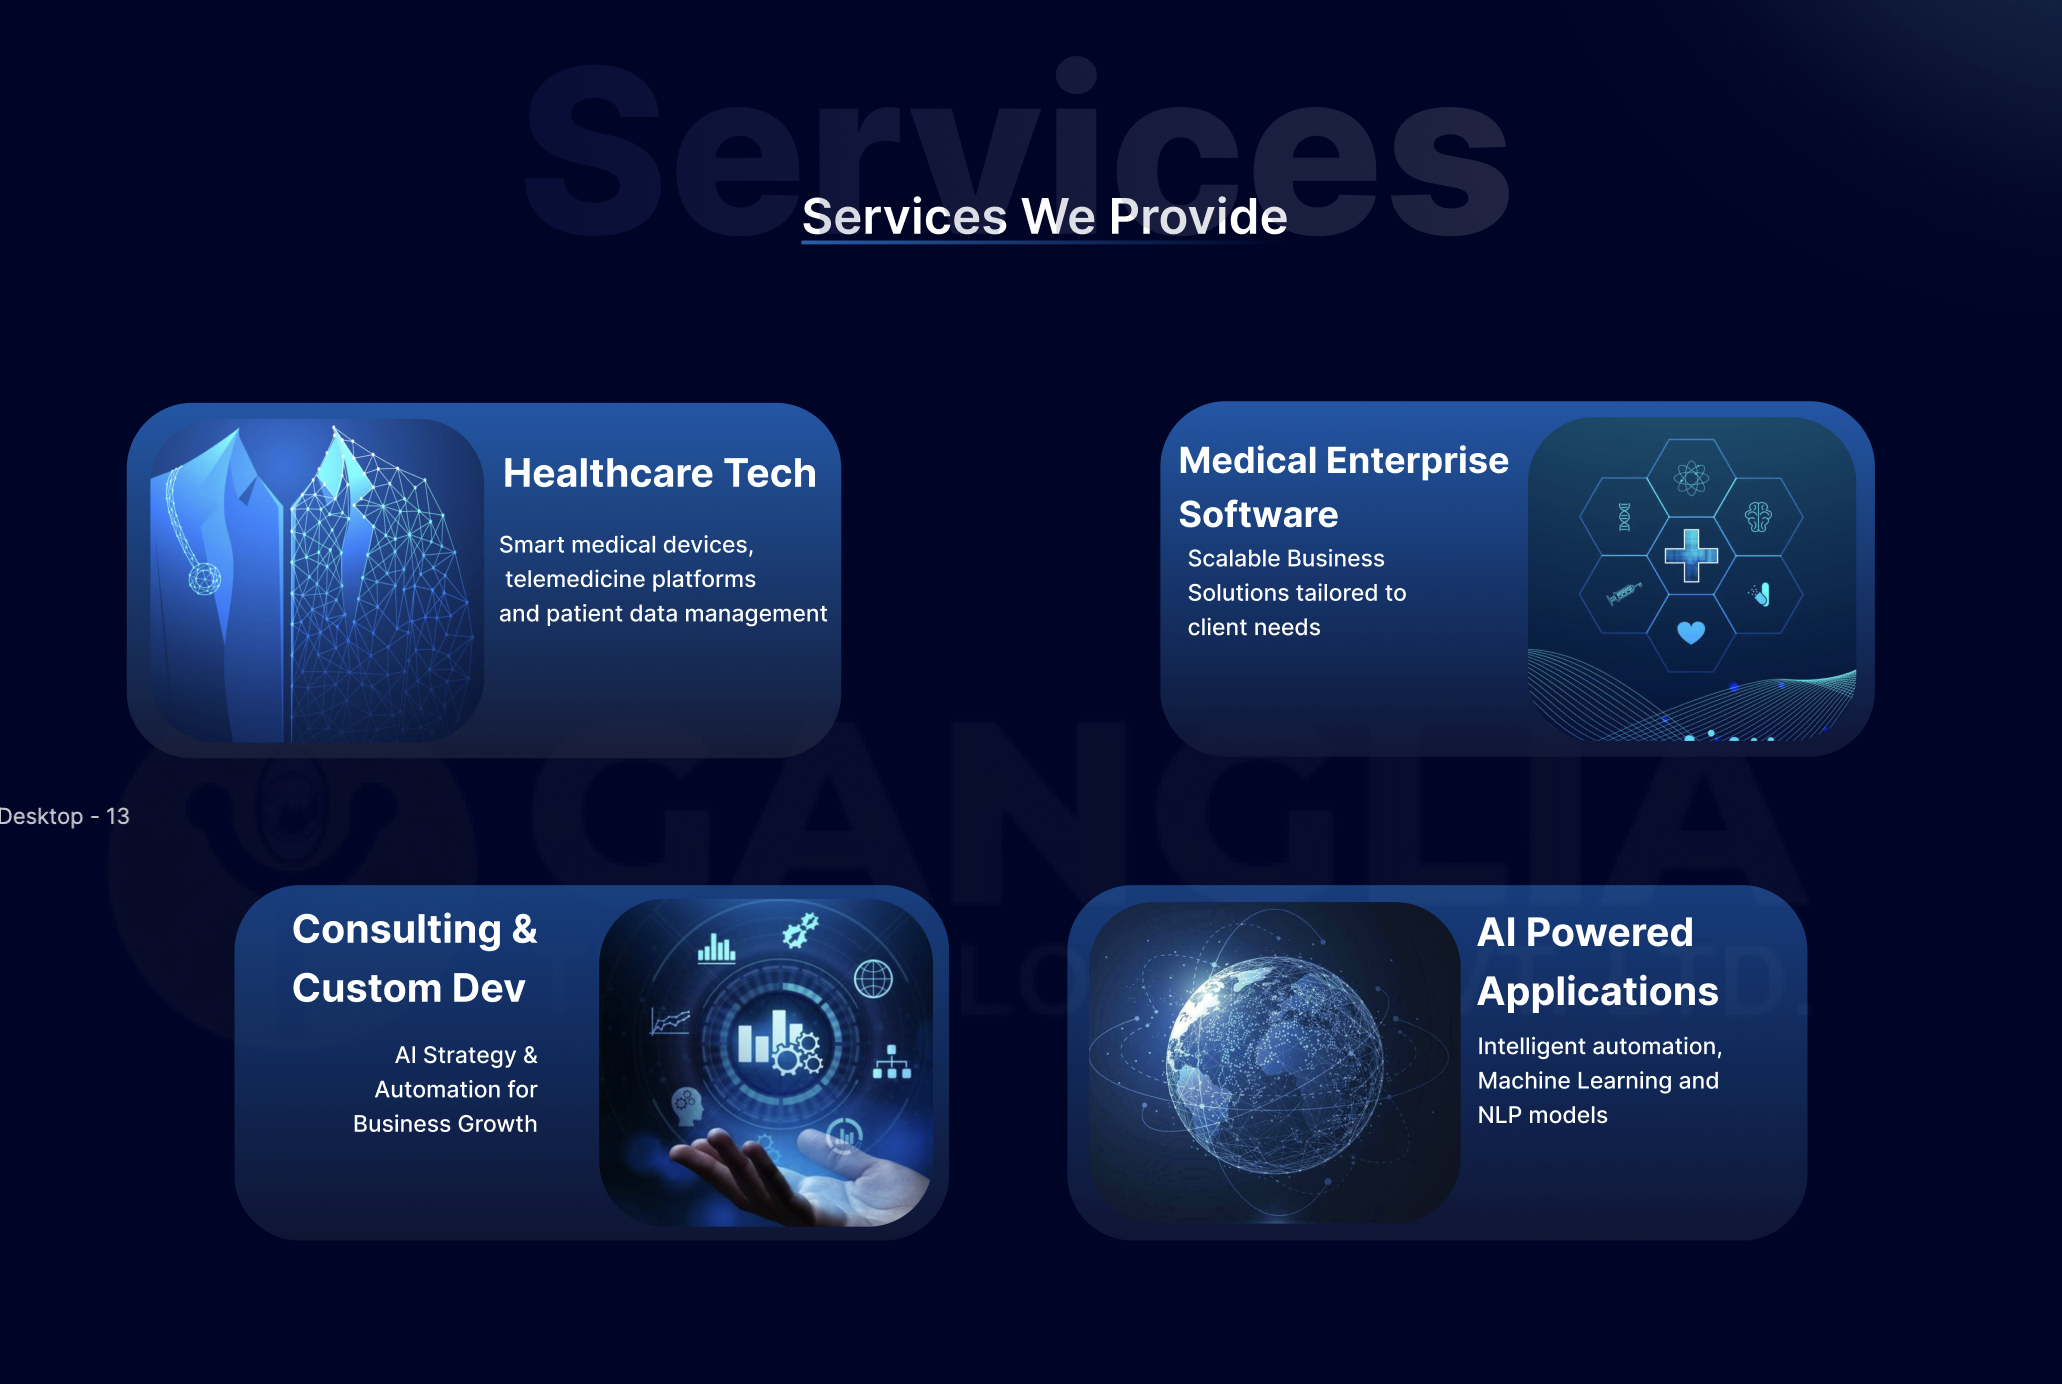 Services
Services We Provide
Healthcare Tech
Smart medical devices,
telemedicine platforms
and patient data management
Medical Enterprise
Software
Scalable Business
Solutions tailored to
client needs
Desktop - 13
GANGLIA
LTD.
Consulting &
Custom Dev
AI Strategy &
Automation for
Business Growth
AI Powered
Applications
Intelligent automation,
Machine Learning and
NLP models